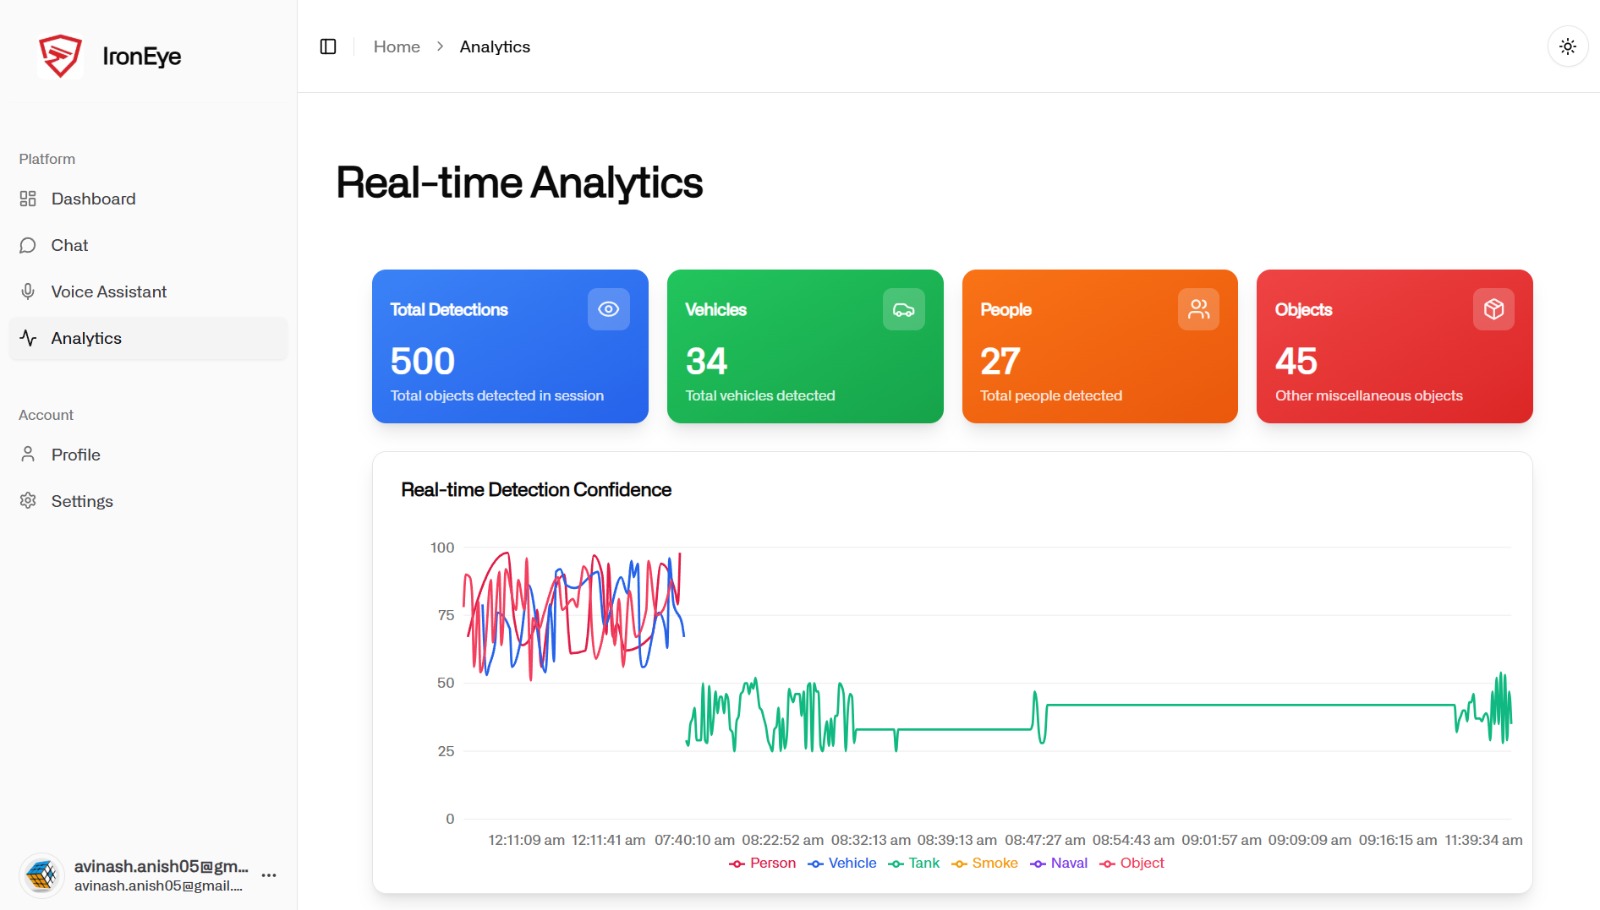 IronEye
Home > Analytics
Platform
Dashboard
Chat
Voice Assistant
Analytics
Account
Profile
Settings
avinash.anish05@gm...
avinash.anish05@gmail....
Real-time Analytics
Total Detections
500
Total objects detected in session
Vehicles
34
Total vehicles detected
People
27
Total people detected
Objects
45
Other miscellaneous objects
Real-time Detection Confidence
100
75
50
25
0
12:11:09 am 12:11:41 am 07:40:10 am 08:22:52 am 08:32:13 am 08:39:13 am 08:47:27 am 08:54:43 am 09:01:57 am 09:09:09 am 09:16:15 am 11:39:34 am
Person Vehicle Tank Smoke Naval Object